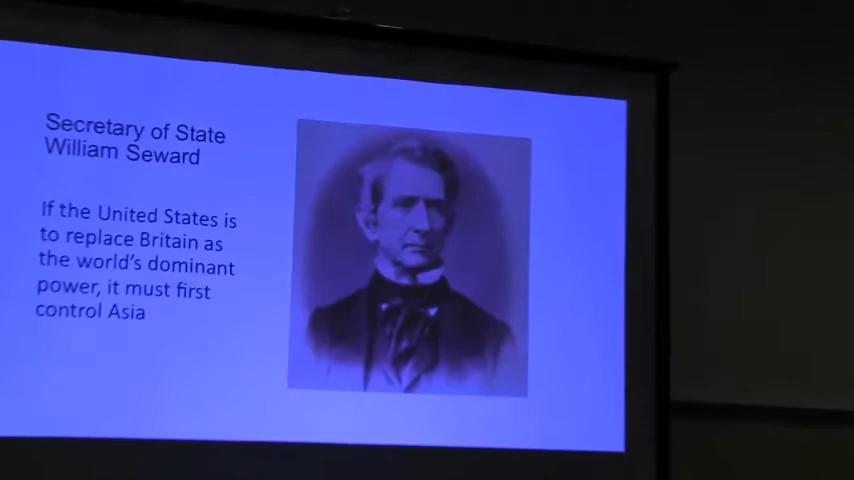 Secretary of State
William Seward
If the United States is
to replace Britain as
the world's dominant
power, it must first
control Asia